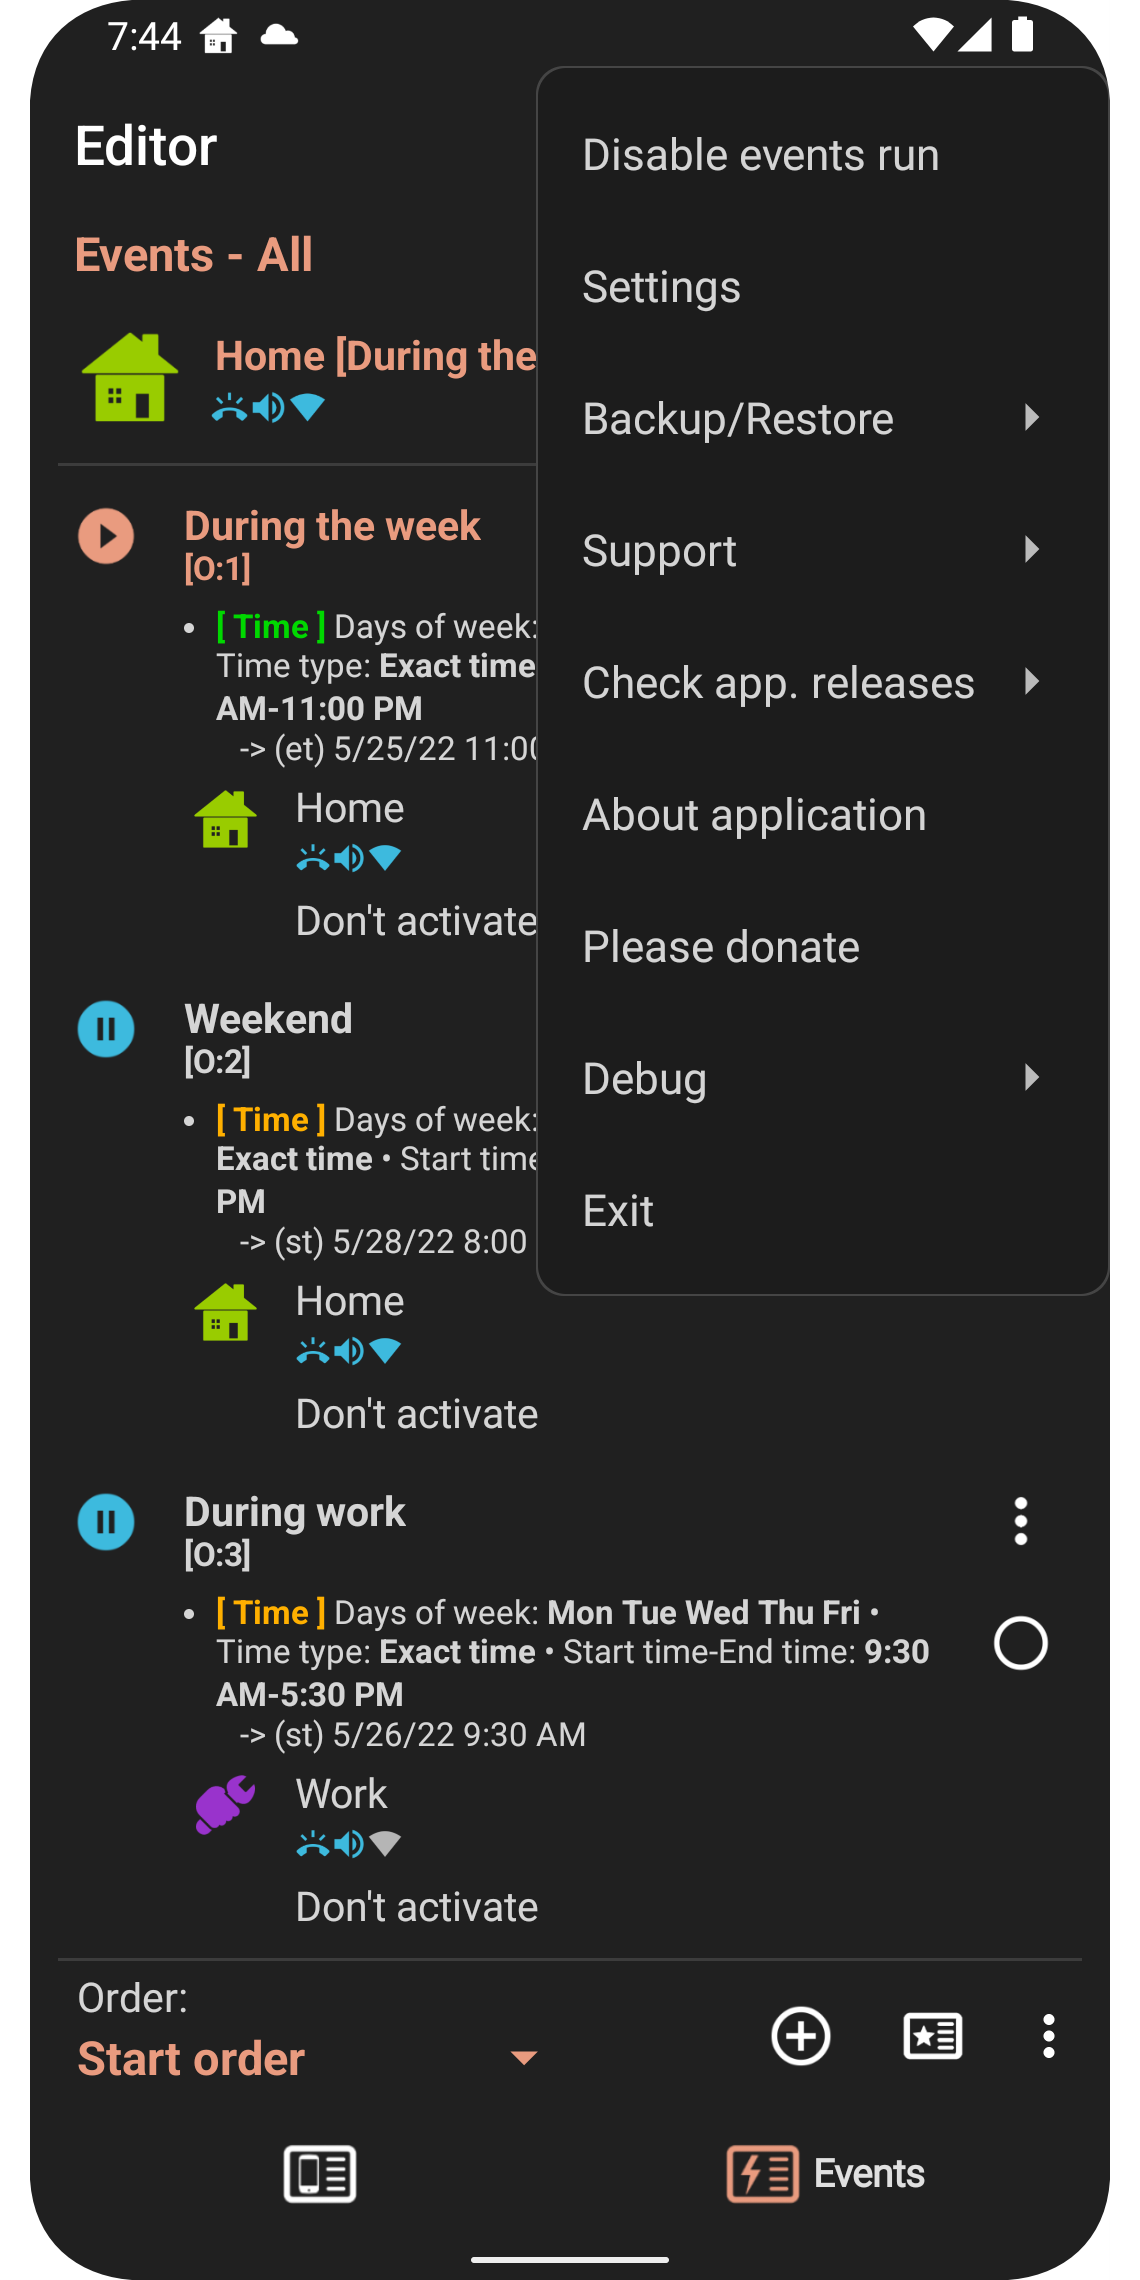 7:44
Editor
Events - All
Home [During the
During the week
[O:1]
• [ Time ] Days of week:
Time type: Exact time
AM-11:00 PM
-> (et) 5/25/22 11:00
Home
Don't activate
Weekend
[O:2]
• [ Time ] Days of week:
Exact time • Start time
PM
-> (st) 5/28/22 8:00
Home
Don't activate
During work
[O:3]
• [ Time ] Days of week: Mon Tue Wed Thu Fri •
Time type: Exact time • Start time-End time: 9:30
AM-5:30 PM
-> (st) 5/26/22 9:30 AM
Work
Don't activate
Order:
Start order
Events
Disable events run
Settings
Backup/Restore
Support
Check app. releases
About application
Please donate
Debug
Exit